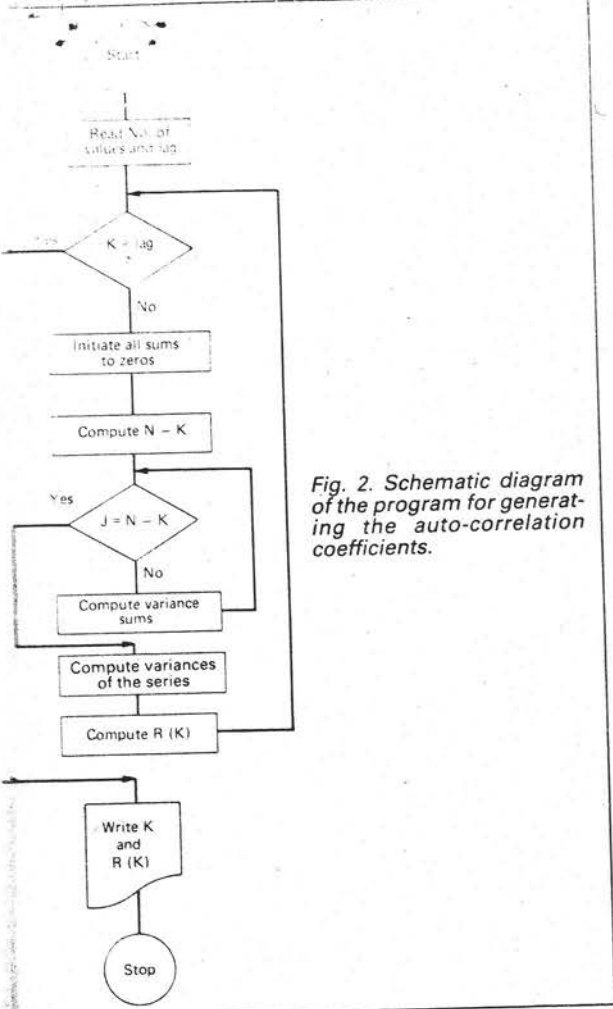 Start
Read No. of
values and lag
Yes
K = lag
?
No
Initiate all sums
to zeros
Compute N – K
Yes
J = N – K
No
Compute variance
sums
Compute variances
of the series
Compute R (K)
Write K
and
R (K)
Stop
Fig. 2. Schematic diagram
of the program for generat-
ing the auto-correlation
coefficients.